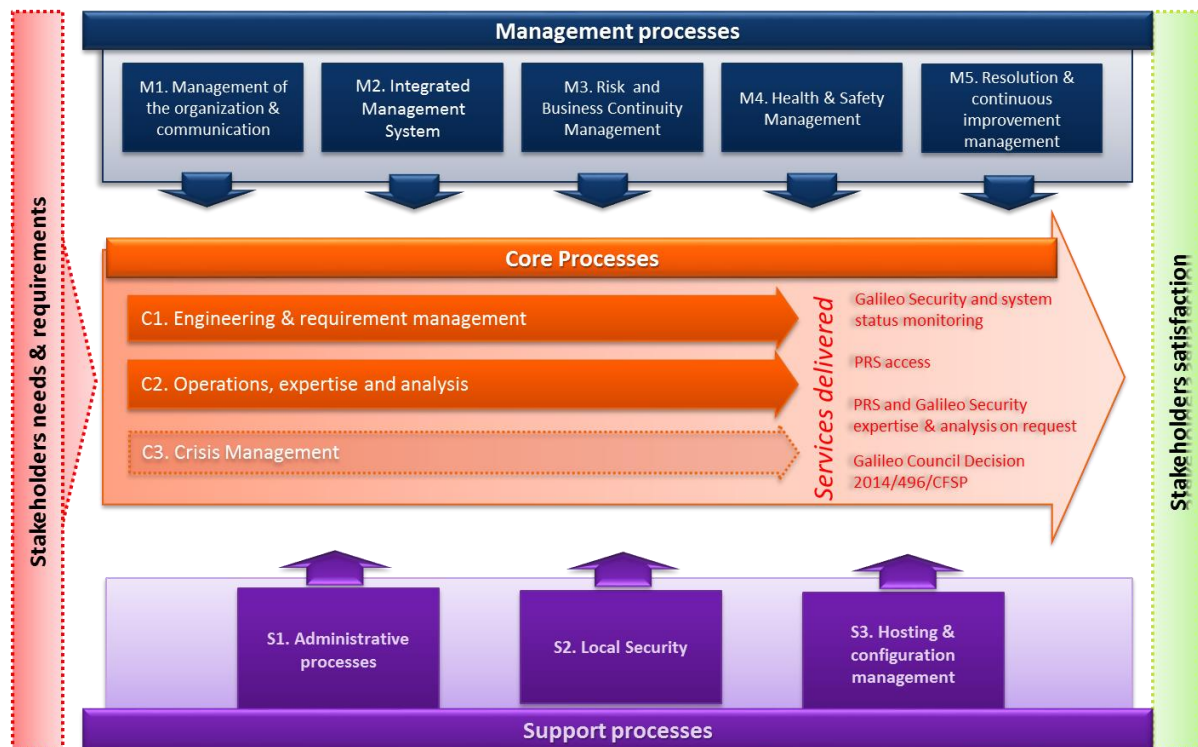 Management processes
M1. Management of
the organization &
communication
M2. Integrated
Management
System
M3. Risk and
Business Continuity
Management
M4. Health & Safety
Management
M5. Resolution &
continuous
improvement
management
Stakeholders needs & requirements
Core Processes
C1. Engineering & requirement management
C2. Operations, expertise and analysis
C3. Crisis Management
Services delivered
Galileo Security and system
status monitoring
PRS access
PRS and Galileo Security
expertise & analysis on request
Galileo Council Decision
2014/496/CFSP
Stakeholders satisfaction
S1. Administrative
processes
S2. Local Security
S3. Hosting &
configuration
management
Support processes